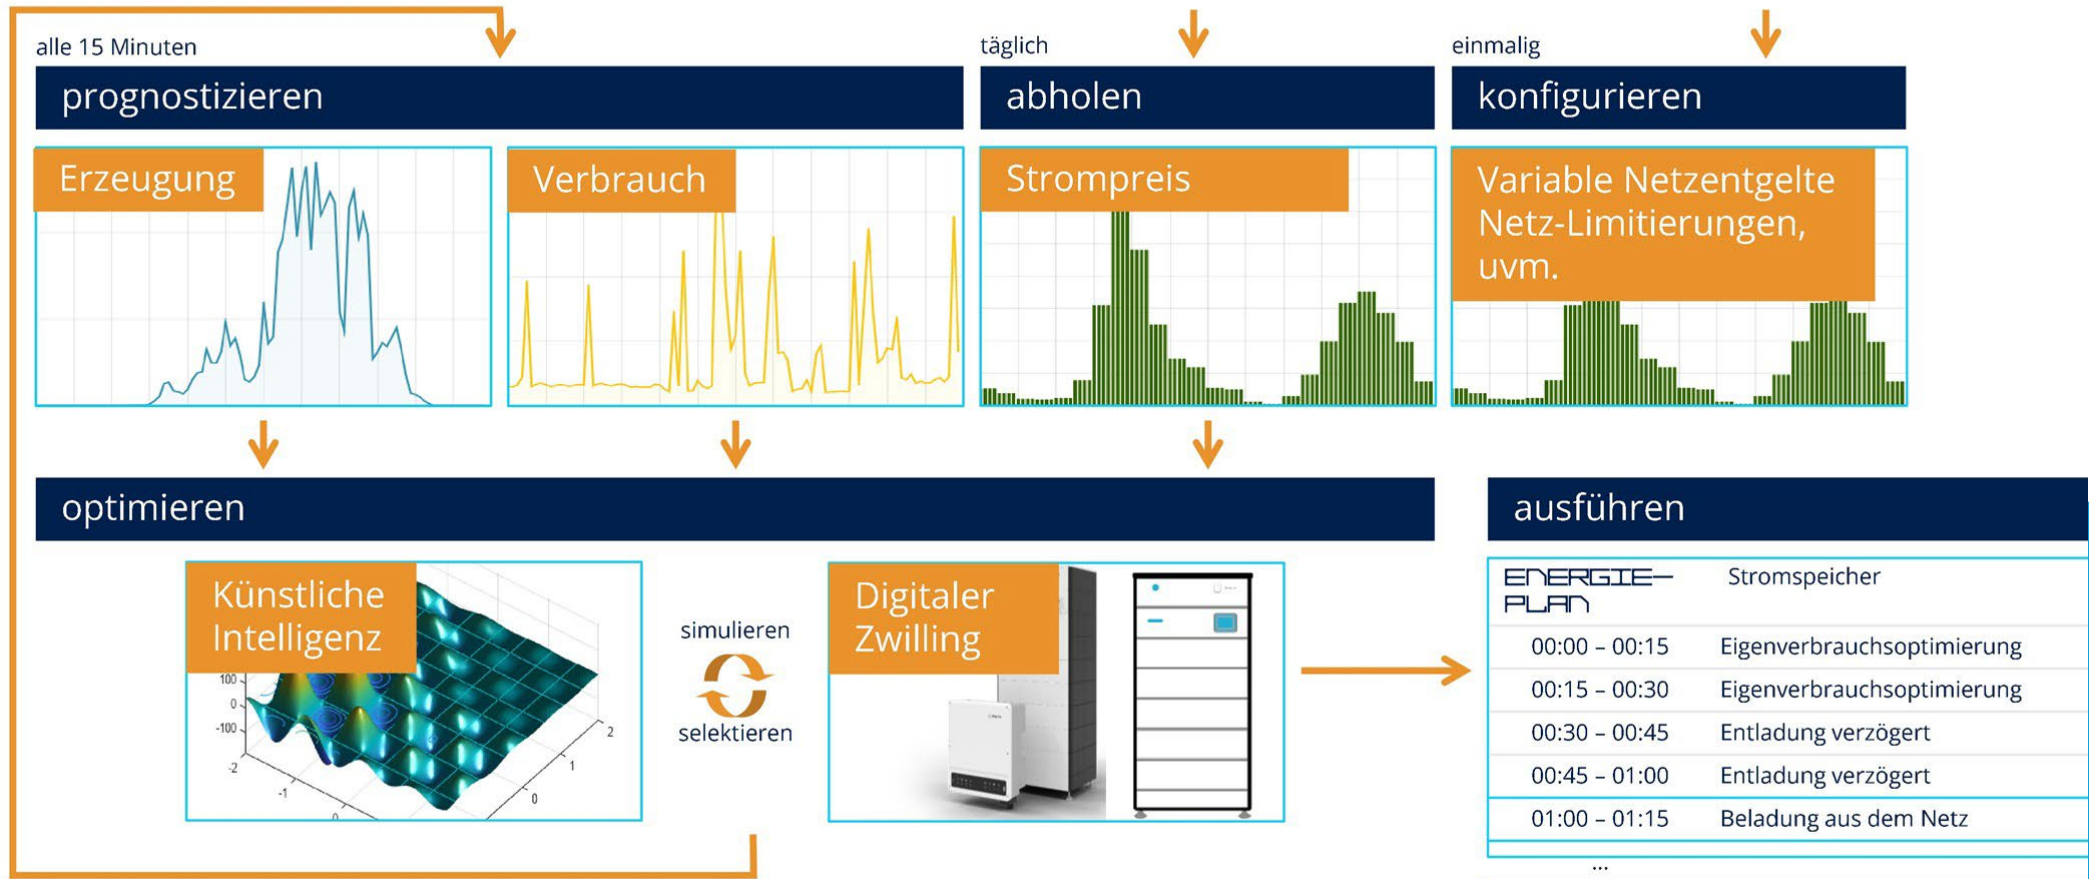 alle 15 Minuten
täglich
einmalig
prognostizieren
abholen
konfigurieren
Erzeugung
Verbrauch
Strompreis
Variable Netzentgelte
Netz-Limitierungen,
uvm.
optimieren
ausführen
Künstliche
Intelligenz
100
0
-100
-2
-1
0
0
1
2
simulieren
selektieren
Digitaler
Zwilling
ENERGIE-
PLAN
Stromspeicher
00:00 – 00:15 Eigenverbrauchsoptimierung
00:15 – 00:30 Eigenverbrauchsoptimierung
00:30 – 00:45 Entladung verzögert
00:45 – 01:00 Entladung verzögert
01:00 – 01:15 Beladung aus dem Netz
...